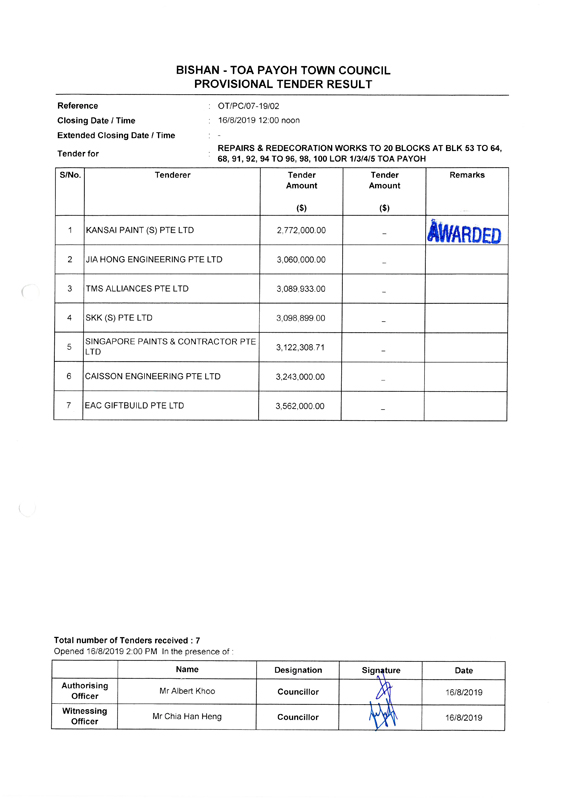 BISHAN - TOA PAYOH TOWN COUNCIL
PROVISIONAL TENDER RESULT
Reference : OT/PC/07-19/02
Closing Date / Time : 16/8/2019 12:00 noon
Extended Closing Date / Time : -
Tender for : REPAIRS & REDECORATION WORKS TO 20 BLOCKS AT BLK 53 TO 64,
68, 91, 92, 94 TO 96, 98, 100 LOR 1/3/4/5 TOA PAYOH
S/No. Tenderer Tender Amount ($) Tender Amount ($) Remarks
1 KANSAI PAINT (S) PTE LTD 2,772,000.00 – AWARDED
2 JIA HONG ENGINEERING PTE LTD 3,060,000.00 –
3 TMS ALLIANCES PTE LTD 3,089,933.00 –
4 SKK (S) PTE LTD 3,098,899.00 –
5 SINGAPORE PAINTS & CONTRACTOR PTE LTD 3,122,308.71 –
6 CAISSON ENGINEERING PTE LTD 3,243,000.00 –
7 EAC GIFTBUILD PTE LTD 3,562,000.00 –
Total number of Tenders received : 7
Opened 16/8/2019 2:00 PM In the presence of :
Name Designation Signature Date
Authorising Officer Mr Albert Khoo Councillor 16/8/2019
Witnessing Officer Mr Chia Han Heng Councillor 16/8/2019